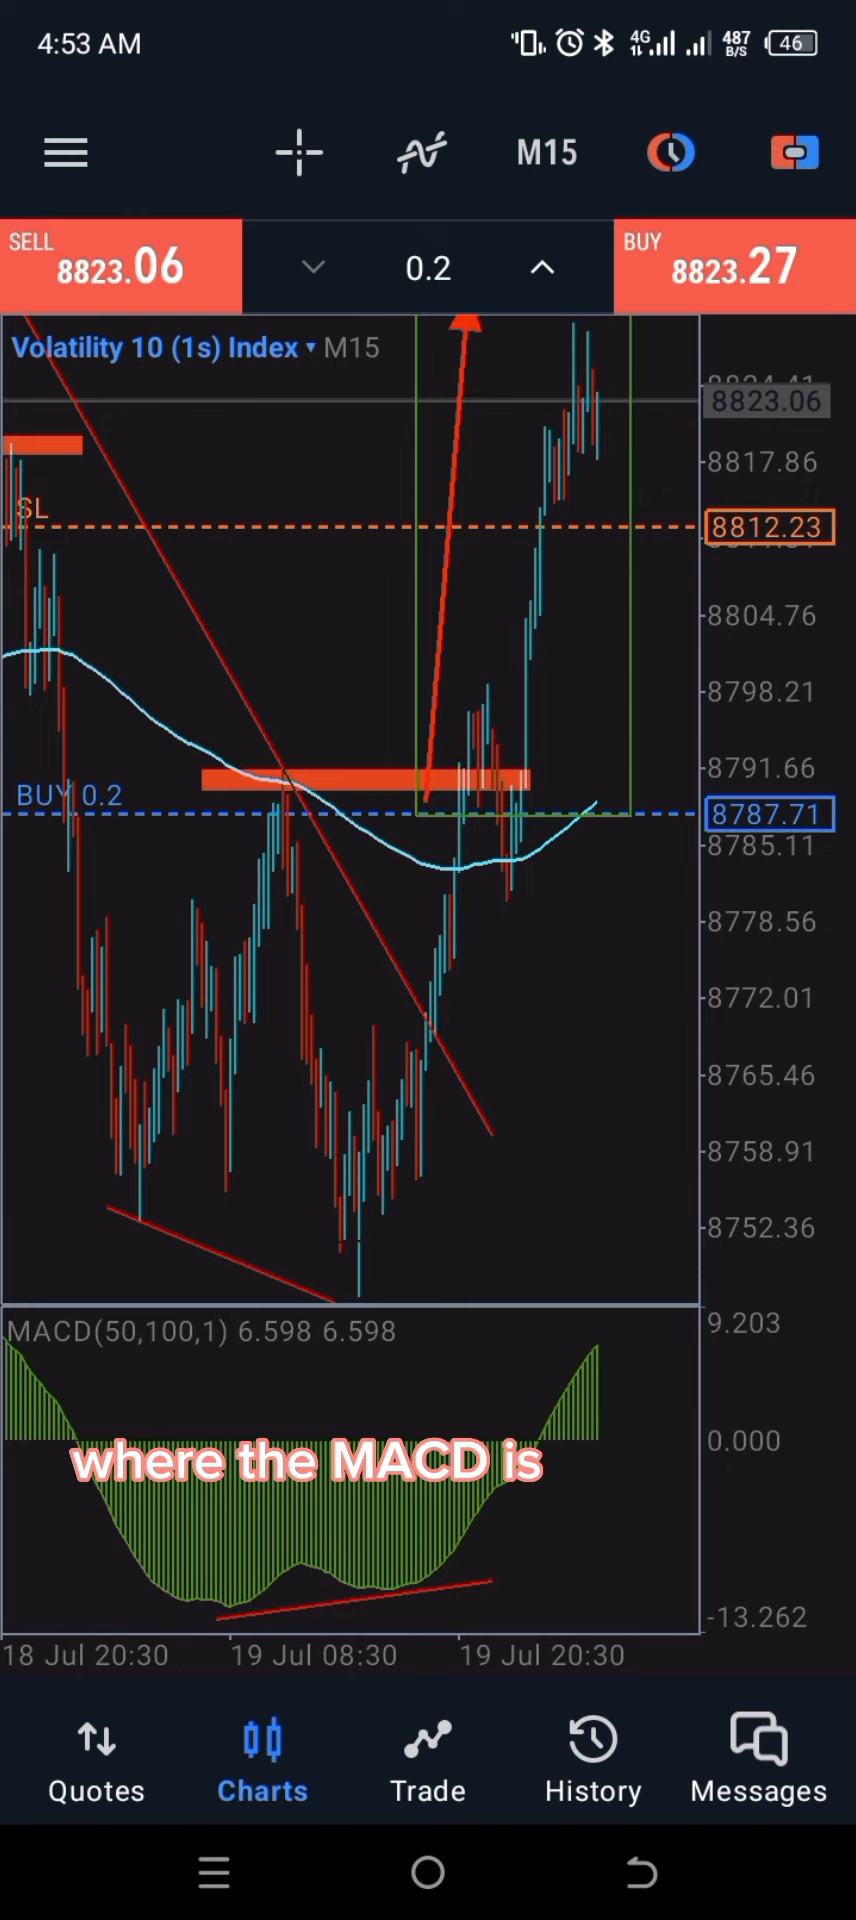 4:53 AM
4G
487
B/S
46
M15
SELL
8823.06
0.2
BUY
8823.27
Volatility 10 (1s) Index ▾ M15
8823.06
8817.86
SL
8812.23
8804.76
8798.21
8791.66
BUY 0.2
8787.71
8785.11
8778.56
8772.01
8765.46
8758.91
8752.36
MACD(50,100,1) 6.598 6.598
9.203
0.000
where the MACD is
-13.262
18 Jul 20:30
19 Jul 08:30
19 Jul 20:30
Quotes
Charts
Trade
History
Messages